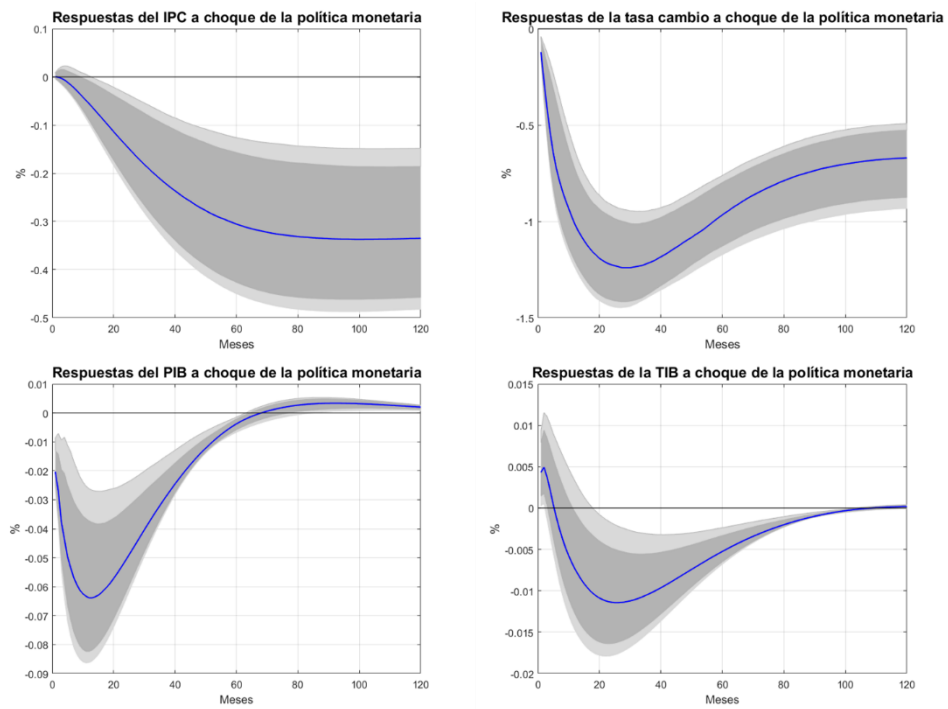 Respuestas del IPC a choque de la política monetaria
0.1
0
-0.1
-0.2
-0.3
-0.4
-0.5
%
0 20 40 60 80 100 120
Meses
Respuestas de la tasa cambio a choque de la política monetaria
0
-0.5
-1
-1.5
%
0 20 40 60 80 100 120
Meses
Respuestas del PIB a choque de la política monetaria
0.01
0
-0.01
-0.02
-0.03
-0.04
-0.05
-0.06
-0.07
-0.08
-0.09
%
0 20 40 60 80 100 120
Meses
Respuestas de la TIB a choque de la política monetaria
0.015
0.01
0.005
0
-0.005
-0.01
-0.015
-0.02
%
0 20 40 60 80 100 120
Meses